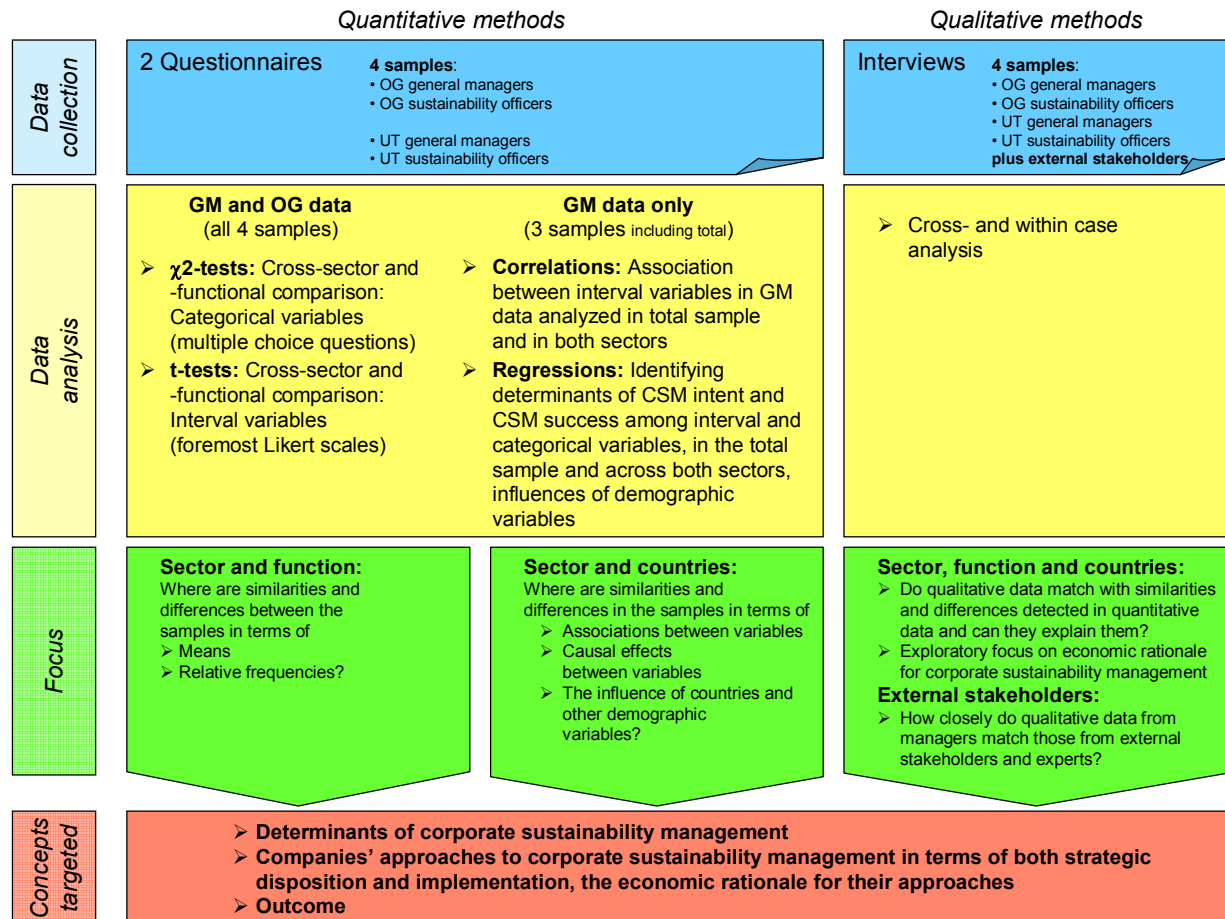 Quantitative methods
Qualitative methods
Data
collection
2 Questionnaires
4 samples:
• OG general managers
• OG sustainability officers
• UT general managers
• UT sustainability officers
Interviews
4 samples:
• OG general managers
• OG sustainability officers
• UT general managers
• UT sustainability officers
plus external stakeholders
Data
analysis
GM and OG data
(all 4 samples)
➢ χ2-tests: Cross-sector and
-functional comparison:
Categorical variables
(multiple choice questions)
➢ t-tests: Cross-sector and
-functional comparison:
Interval variables
(foremost Likert scales)
GM data only
(3 samples including total)
➢ Correlations: Association
between interval variables in GM
data analyzed in total sample
and in both sectors
➢ Regressions: Identifying
determinants of CSM intent and
CSM success among interval and
categorical variables, in the total
sample and across both sectors,
influences of demographic
variables
➢ Cross- and within case
analysis
Focus
Sector and function:
Where are similarities and
differences between the
samples in terms of
➢ Means
➢ Relative frequencies?
Sector and countries:
Where are similarities and
differences in the samples in terms of
➢ Associations between variables
➢ Causal effects
between variables
➢ The influence of countries and
other demographic
variables?
Sector, function and countries:
➢ Do qualitative data match with similarities
and differences detected in quantitative
data and can they explain them?
➢ Exploratory focus on economic rationale
for corporate sustainability management
External stakeholders:
➢ How closely do qualitative data from
managers match those from external
stakeholders and experts?
Concepts
targeted
➢ Determinants of corporate sustainability management
➢ Companies’ approaches to corporate sustainability management in terms of both strategic
disposition and implementation, the economic rationale for their approaches
➢ Outcome